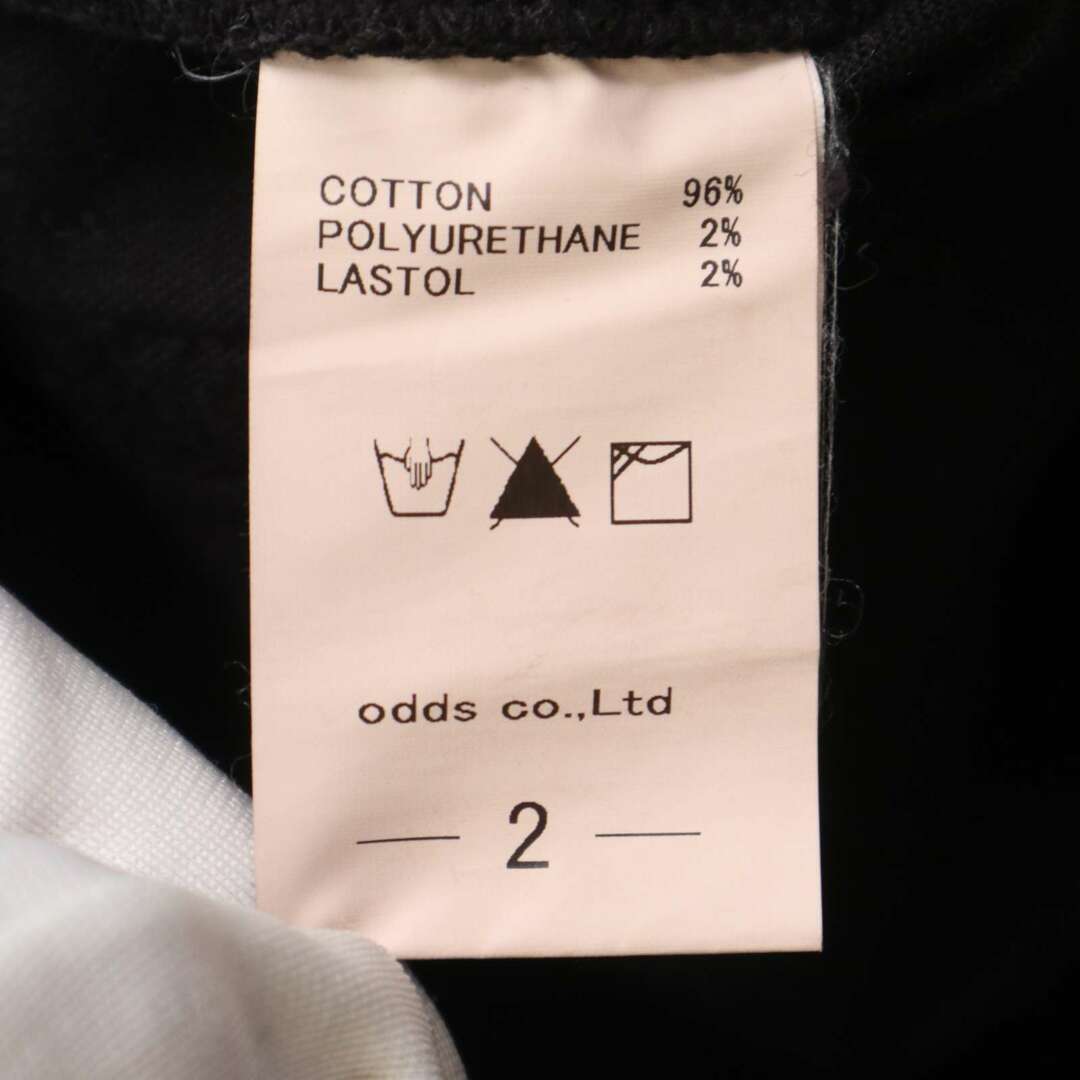 COTTON 96%
POLYURETHANE 2%
LASTOL 2%
odds co.,Ltd
— 2 —